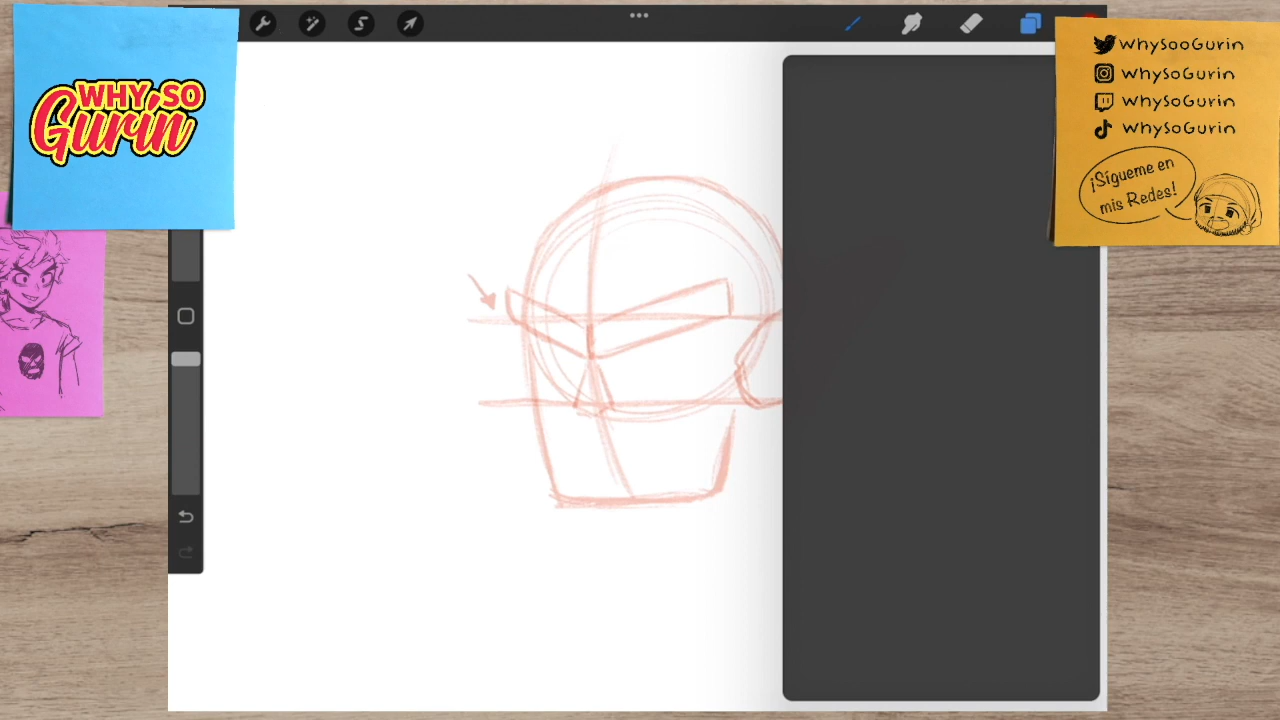 WHY SO
Gurin
WhySooGurin
WhySoGurin
WhySoGurin
WhySoGurin
¡Sígueme en
mis Redes!